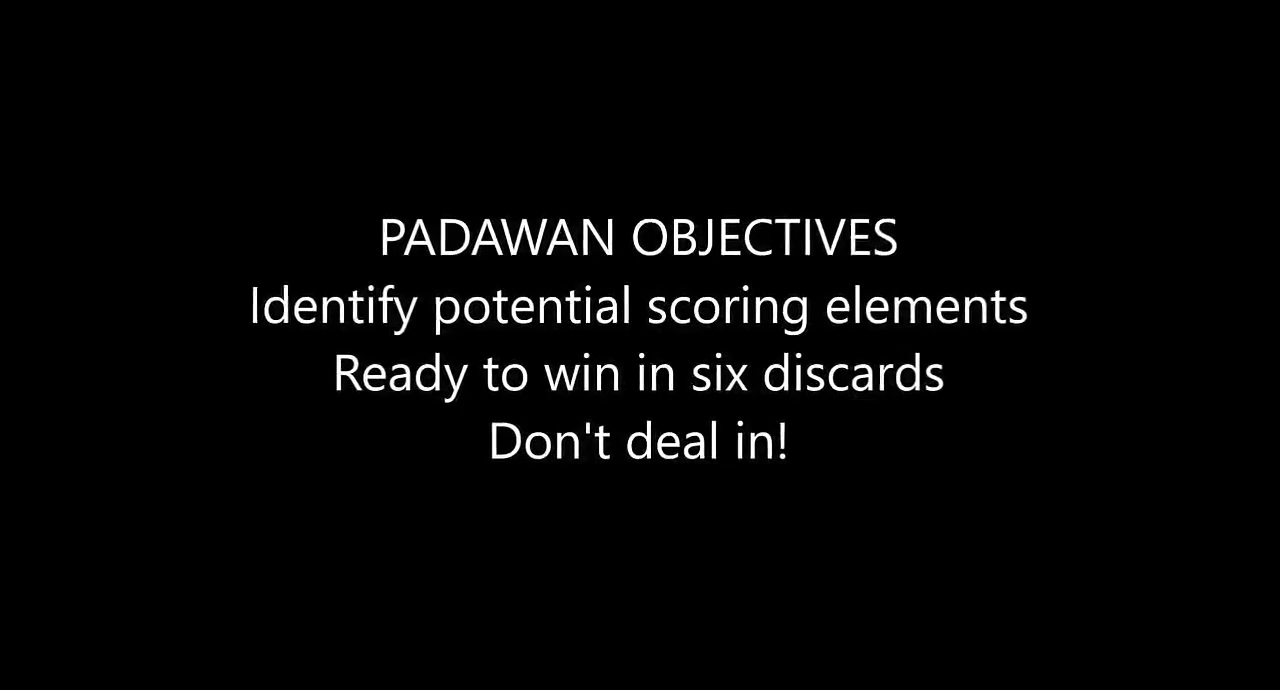 PADAWAN OBJECTIVES
Identify potential scoring elements
Ready to win in six discards
Don't deal in!